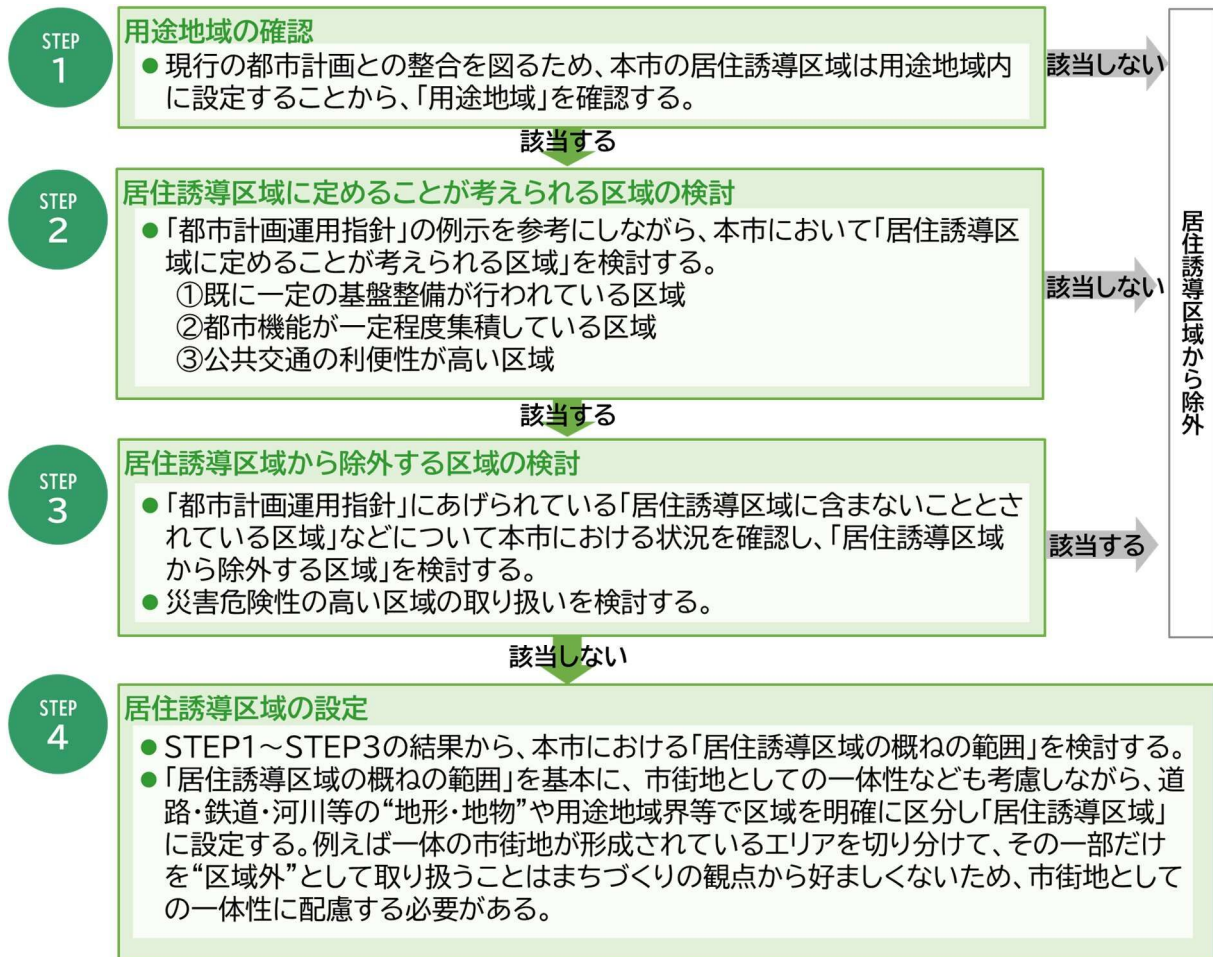 STEP
1
用途地域の確認
●現行の都市計画との整合を図るため、本市の居住誘導区域は用途地域内
に設定することから、「用途地域」を確認する。
該当しない
該当する
STEP
2
居住誘導区域に定めることが考えられる区域の検討
●「都市計画運用指針」の例示を参考にしながら、本市において「居住誘導区
域に定めることが考えられる区域」を検討する。
①既に一定の基盤整備が行われている区域
②都市機能が一定程度集積している区域
③公共交通の利便性が高い区域
該当しない
該当する
STEP
3
居住誘導区域から除外する区域の検討
●「都市計画運用指針」にあげられている「居住誘導区域に含まないこととさ
れている区域」などについて本市における状況を確認し、「居住誘導区域
から除外する区域」を検討する。
●災害危険性の高い区域の取り扱いを検討する。
該当する
該当しない
居住誘導区域から除外
STEP
4
居住誘導区域の設定
●STEP1～STEP3の結果から、本市における「居住誘導区域の概ねの範囲」を検討する。
●「居住誘導区域の概ねの範囲」を基本に、市街地としての一体性なども考慮しながら、道
路・鉄道・河川等の“地形・地物”や用途地域界等で区域を明確に区分し「居住誘導区域」
に設定する。例えば一体の市街地が形成されているエリアを切り分けて、その一部だけ
を“区域外”として取り扱うことはまちづくりの観点から好ましくないため、市街地として
の一体性に配慮する必要がある。